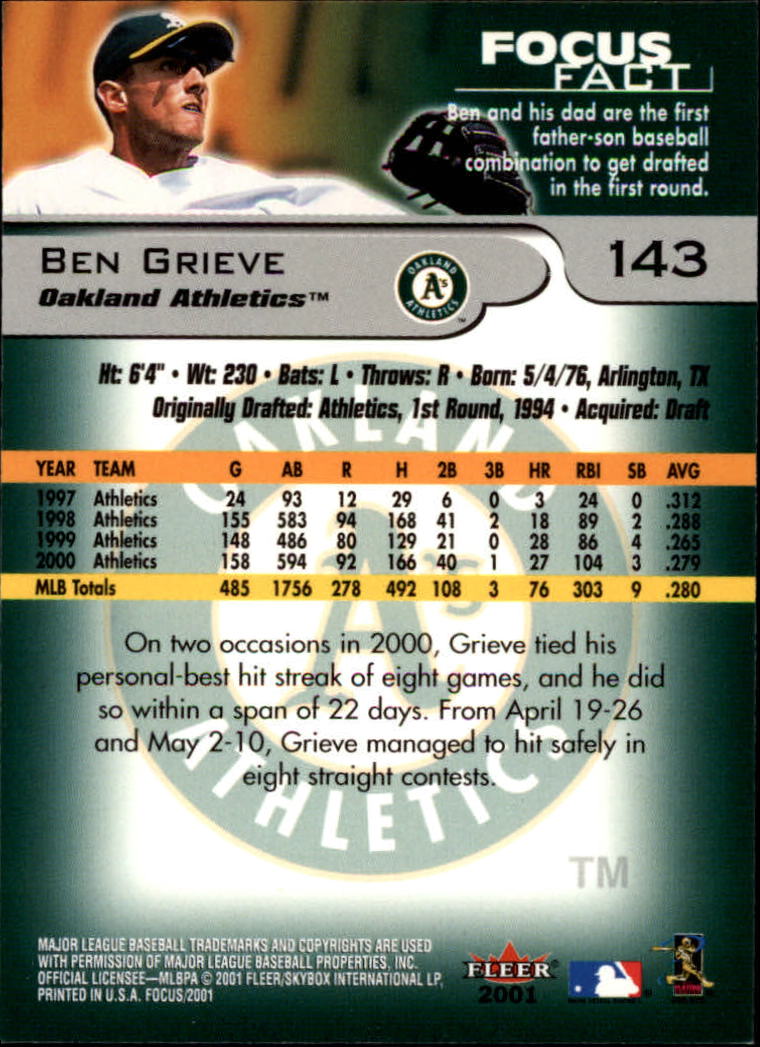 FOCUS
FACT
Ben and his dad are the first
father-son baseball
combination to get drafted
in the first round.
BEN GRIEVE
143
Oakland Athletics™
OAKLAND
A's
ATHLETICS
TM
Ht: 6'4" • Wt: 230 • Bats: L • Throws: R • Born: 5/4/76, Arlington, TX
Originally Drafted: Athletics, 1st Round, 1994 • Acquired: Draft
YEAR TEAM G AB R H 2B 3B HR RBI SB AVG
1997 Athletics 24 93 12 29 6 0 3 24 0 .312
1998 Athletics 155 583 94 168 41 2 18 89 2 .288
1999 Athletics 148 486 80 129 21 0 28 86 4 .265
2000 Athletics 158 594 92 166 40 1 27 104 3 .279
MLB Totals 485 1756 278 492 108 3 76 303 9 .280
On two occasions in 2000, Grieve tied his
personal-best hit streak of eight games, and he did
so within a span of 22 days. From April 19-26
and May 2-10, Grieve managed to hit safely in
eight straight contests.
OAKLAND
A's
ATHLETICS
TM
MAJOR LEAGUE BASEBALL TRADEMARKS AND COPYRIGHTS ARE USED
WITH PERMISSION OF MAJOR LEAGUE BASEBALL PROPERTIES, INC.
OFFICIAL LICENSEE—MLBPA © 2001 FLEER/SKYBOX INTERNATIONAL LP,
PRINTED IN U.S.A. FOCUS/2001
FLEER
2001